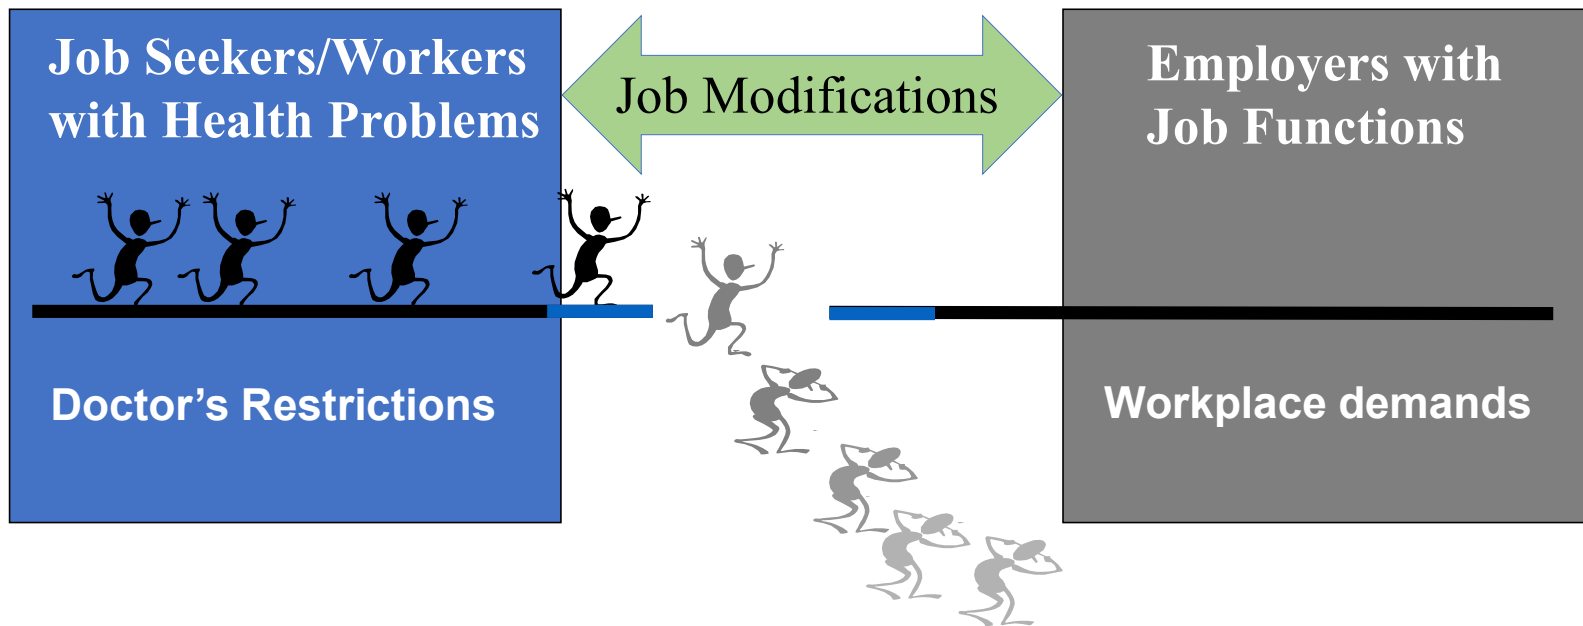 Job Seekers/Workers
with Health Problems
Job Modifications
Employers with
Job Functions
Doctor’s Restrictions
Workplace demands